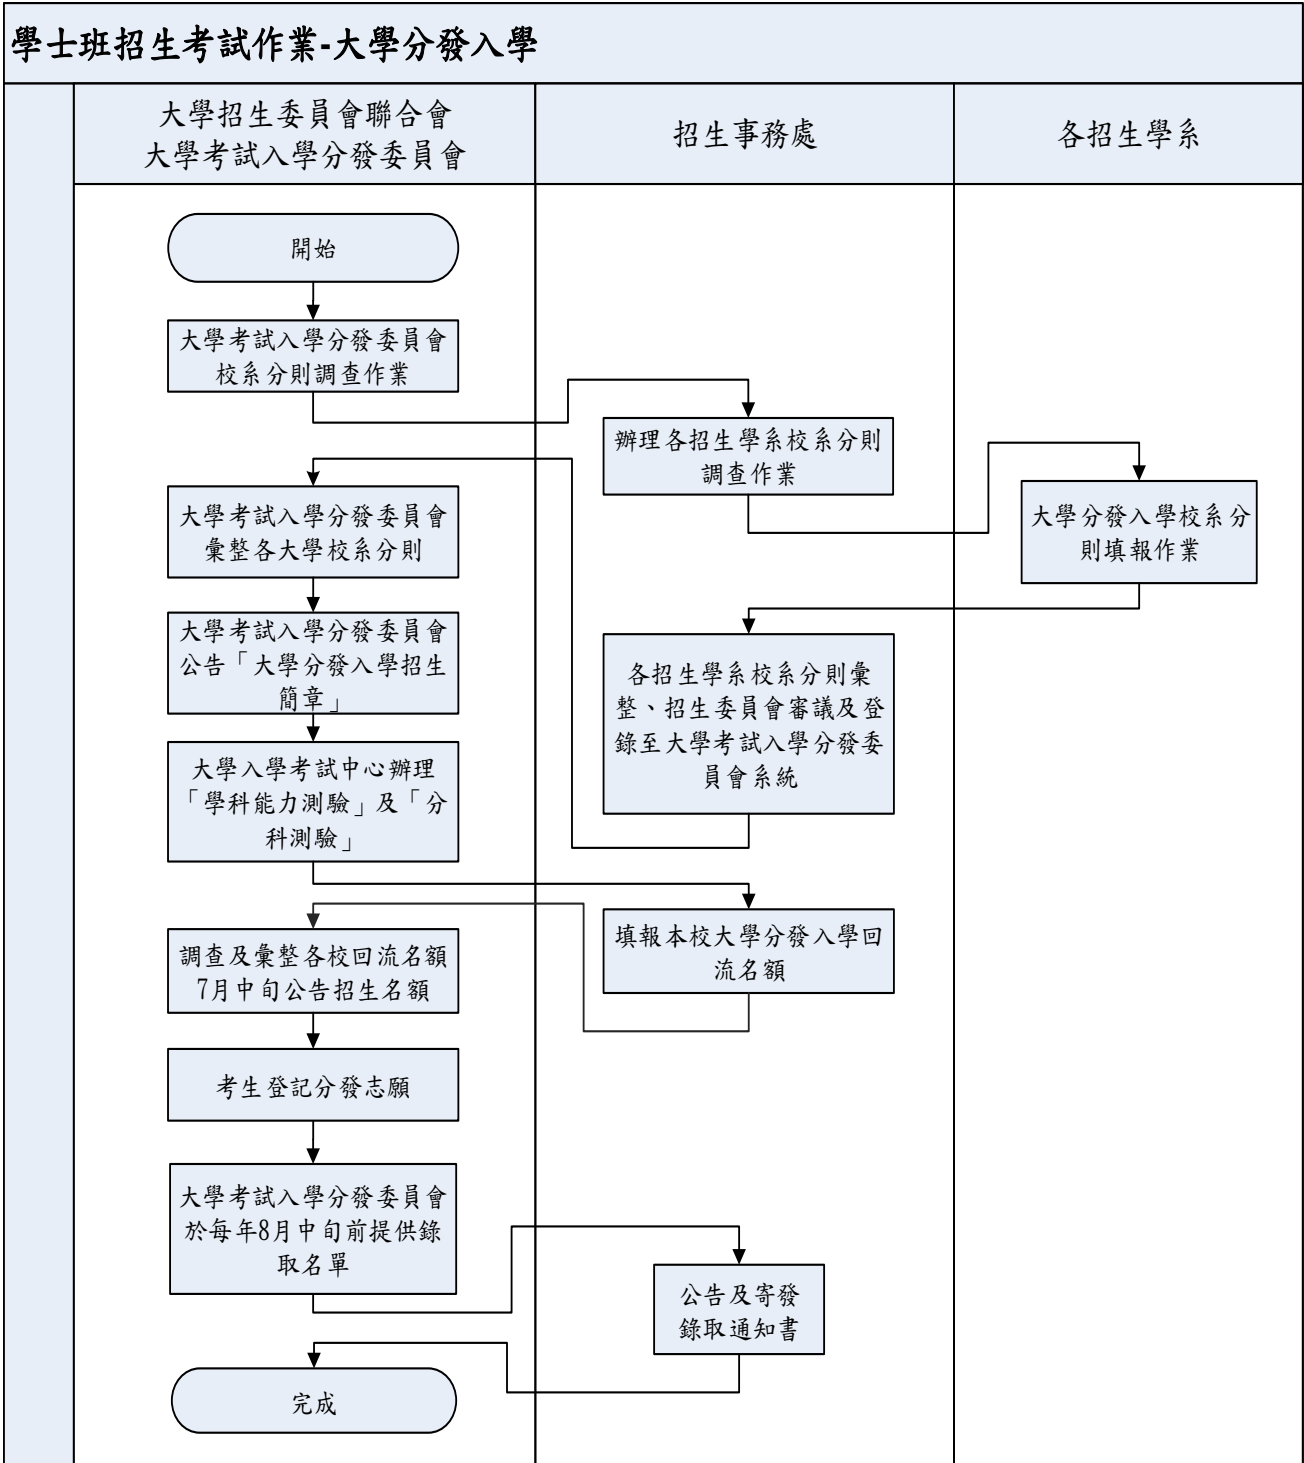 學士班招生考試作業-大學分發入學
大學招生委員會聯合會
大學考試入學分發委員會
招生事務處
各招生學系
開始
大學考試入學分發委員會
校系分則調查作業
辦理各招生學系校系分則
調查作業
大學分發入學校系分
則填報作業
各招生學系校系分則彙
整、招生委員會審議及登
錄至大學考試入學分發委
員會系統
大學考試入學分發委員會
彙整各大學校系分則
大學考試入學分發委員會
公告「大學分發入學招生
簡章」
大學入學考試中心辦理
「學科能力測驗」及「分
科測驗」
填報本校大學分發入學回
流名額
調查及彙整各校回流名額
7月中旬公告招生名額
考生登記分發志願
大學考試入學分發委員會
於每年8月中旬前提供錄
取名單
公告及寄發
錄取通知書
完成